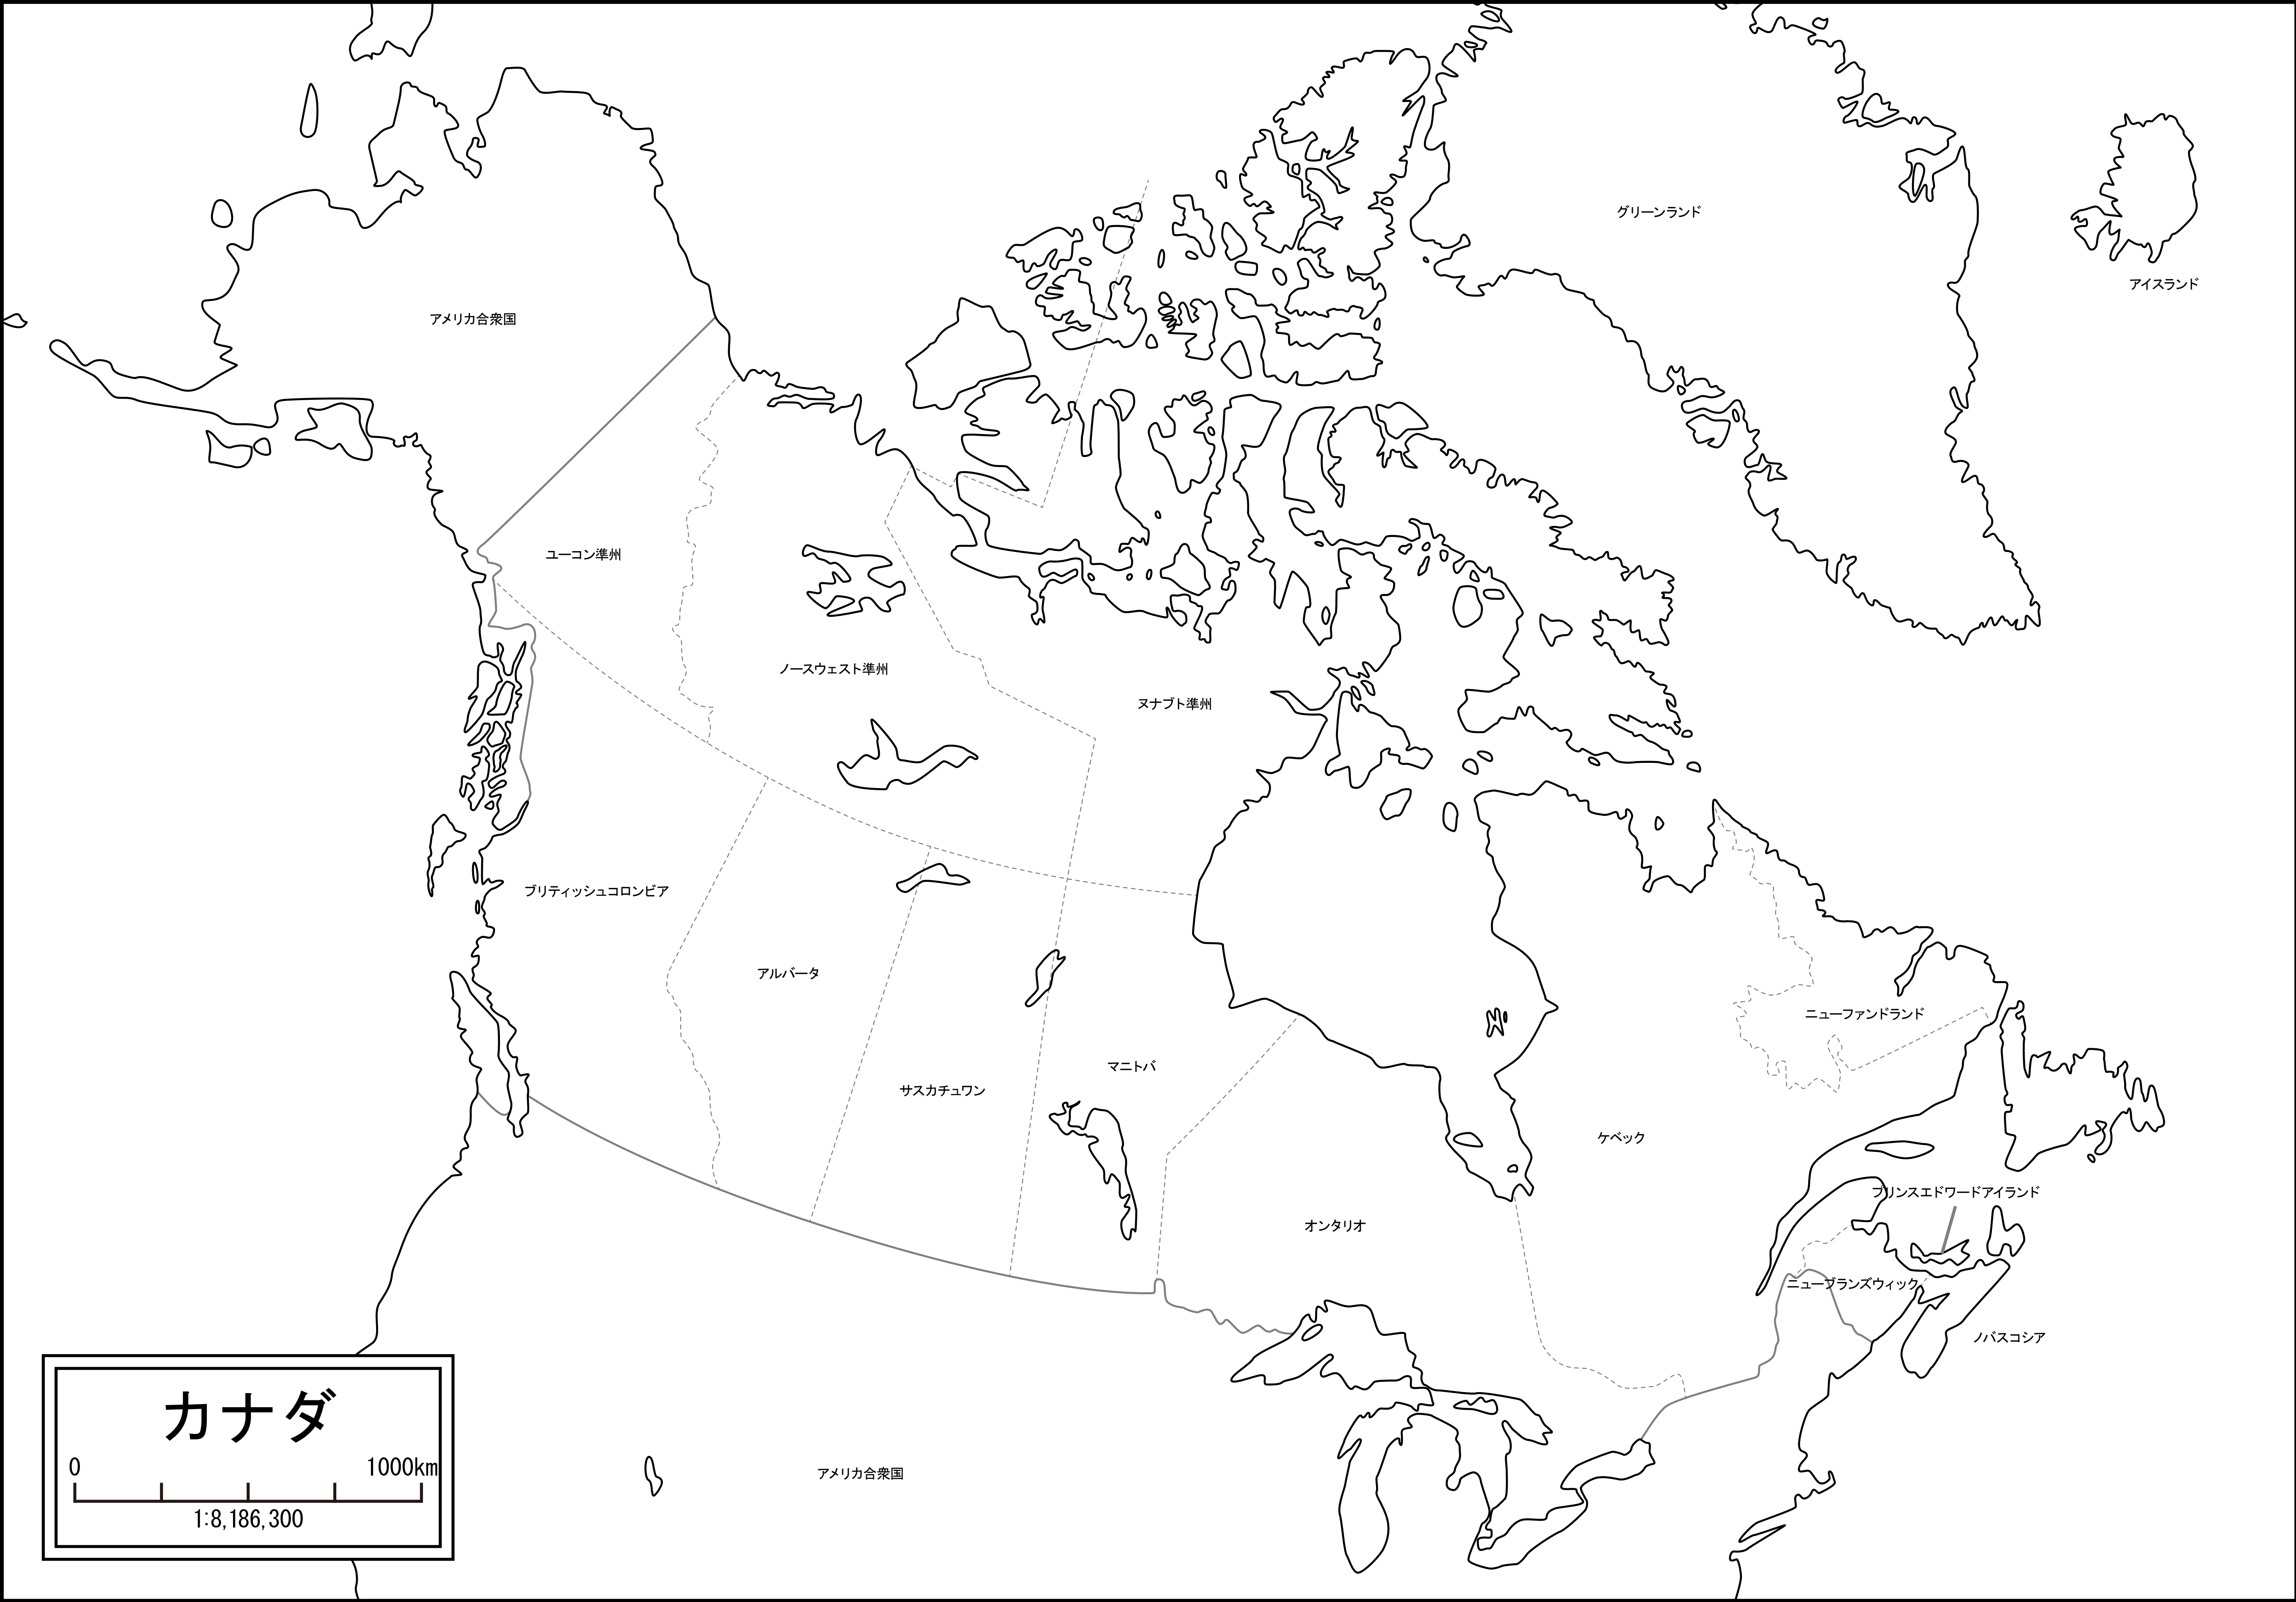 グリーンランド
アイスランド
アメリカ合衆国
ユーコン準州
ノースウェスト準州
ヌナブト準州
ブリティッシュコロンビア
アルバータ
ニューファンドランド
マニトバ
サスカチュワン
ケベック
プリンスエドワードアイランド
オンタリオ
ニューブランズウィック
ノバスコシア
アメリカ合衆国
カナダ
0 1000km
1:8,186,300